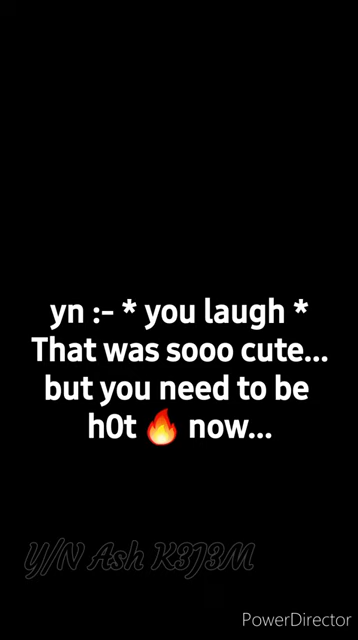 yn :- * you laugh *
That was sooo cute...
but you need to be
h0t 🔥 now...
Y/N Ash K3J3M
PowerDirector